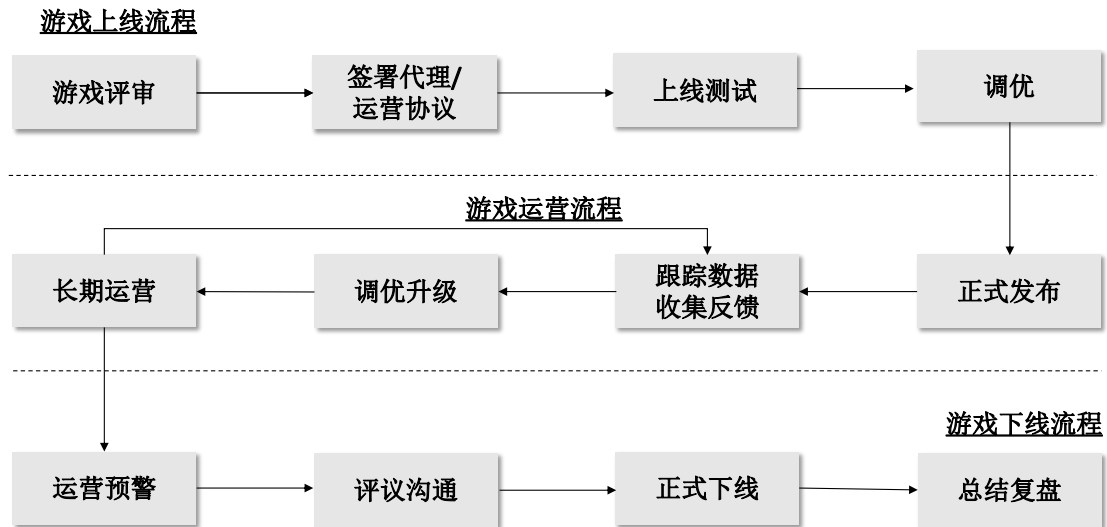 游戏上线流程
游戏评审
签署代理/
运营协议
上线测试
调优
游戏运营流程
长期运营
调优升级
跟踪数据
收集反馈
正式发布
游戏下线流程
运营预警
评议沟通
正式下线
总结复盘